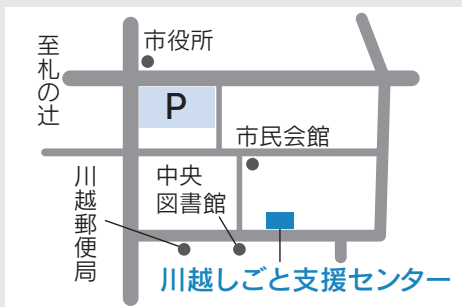 至札の辻
市役所
P
市民会館
中央
図書館
川越郵便局
川越しごと支援センター